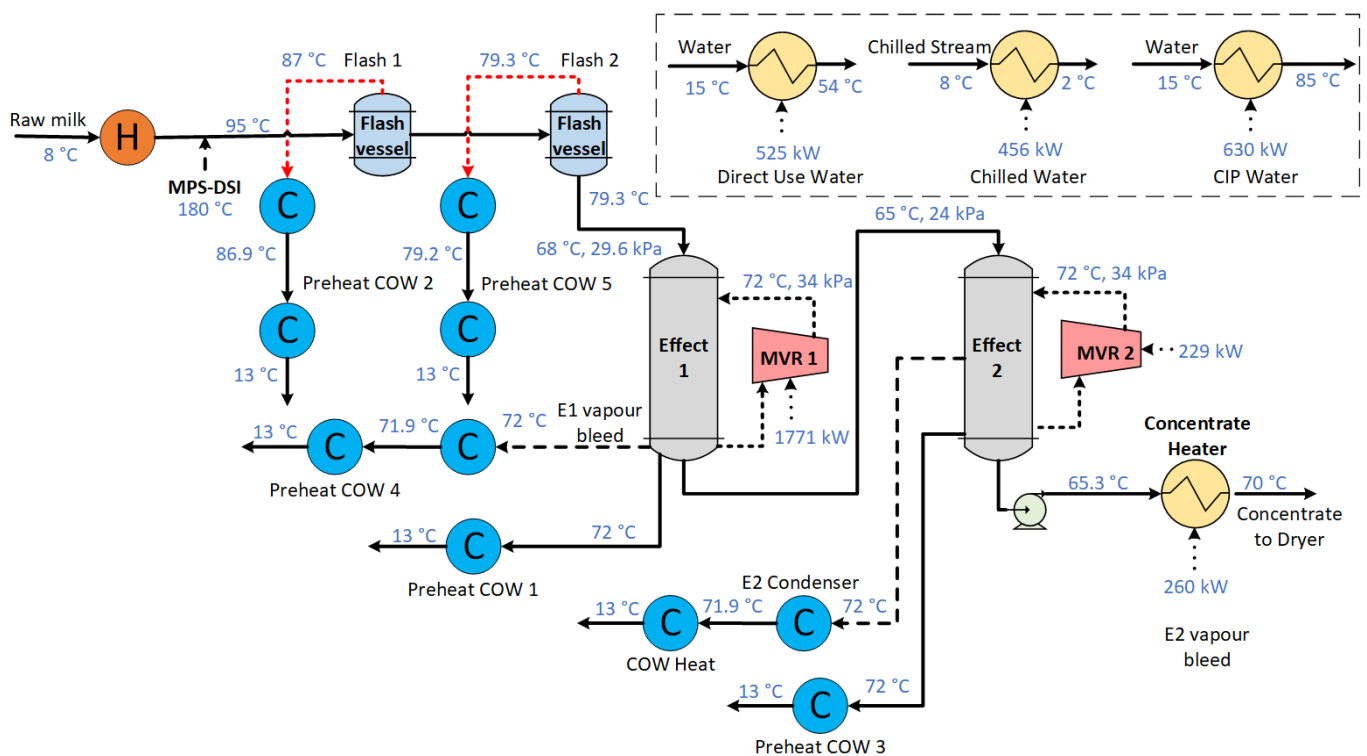 87 °C
Flash 1
79.3 °C
Flash 2
Raw milk
8 °C
H
95 °C
MPS-DSI
180 °C
Flash
vessel
Flash
vessel
Water
15 °C
54 °C
525 kW
Direct Use Water
Chilled Stream
8 °C
2 °C
456 kW
Chilled Water
Water
15 °C
85 °C
630 kW
CIP Water
C
86.9 °C
Preheat COW 2
C
13 °C
C
79.2 °C
Preheat COW 5
C
13 °C
79.3 °C
68 °C, 29.6 kPa
65 °C, 24 kPa
72 °C, 34 kPa
Effect
1
MVR 1
1771 kW
72 °C, 34 kPa
Effect
2
MVR 2
229 kW
E1 vapour
bleed
72 °C
C
71.9 °C
C
13 °C
Preheat COW 4
72 °C
C
13 °C
Preheat COW 1
E2 Condenser
72 °C
C
71.9 °C
C
13 °C
COW Heat
72 °C
C
13 °C
Preheat COW 3
65.3 °C
Concentrate
Heater
70 °C
Concentrate
to Dryer
260 kW
E2 vapour
bleed